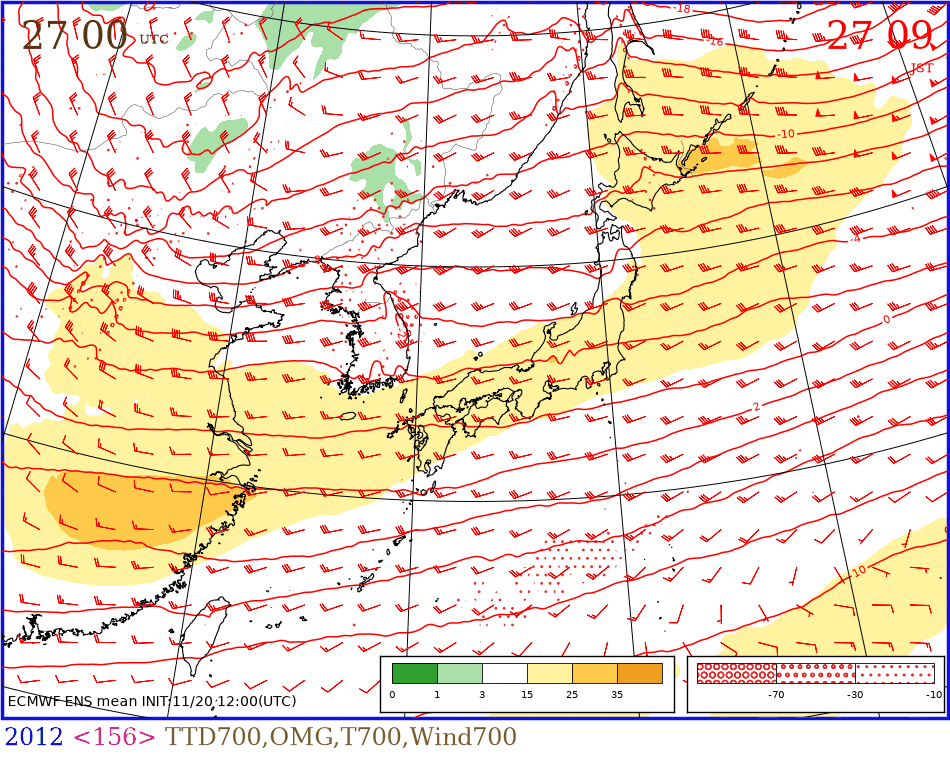 27 00 UTC
27 09 JST
-18
-16
-10
-4
0
2
10
0 1 3 15 25 35
-70 -30 -10
ECMWF ENS mean INIT:11/20 12:00(UTC)
2012 <156> TTD700,OMG,T700,Wind700